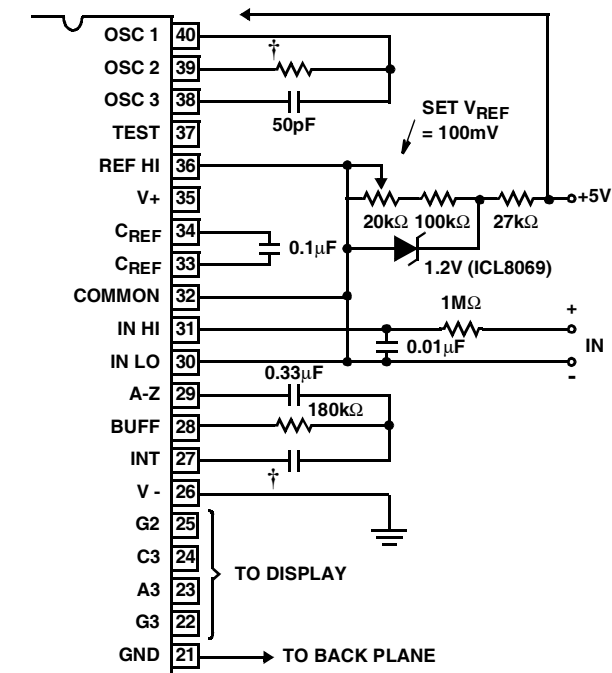 OSC 1 40
OSC 2 39 †
OSC 3 38
50pF
TEST 37
SET VREF
= 100mV
REF HI 36
V+ 35
+5V
20kΩ 100kΩ 27kΩ
CREF 34
0.1µF
CREF 33
1.2V (ICL8069)
COMMON 32
1MΩ
+
IN HI 31
0.01µF
IN
IN LO 30
-
0.33µF
A-Z 29
180kΩ
BUFF 28
INT 27
†
V - 26
G2 25
C3 24
TO DISPLAY
A3 23
G3 22
GND 21 TO BACK PLANE